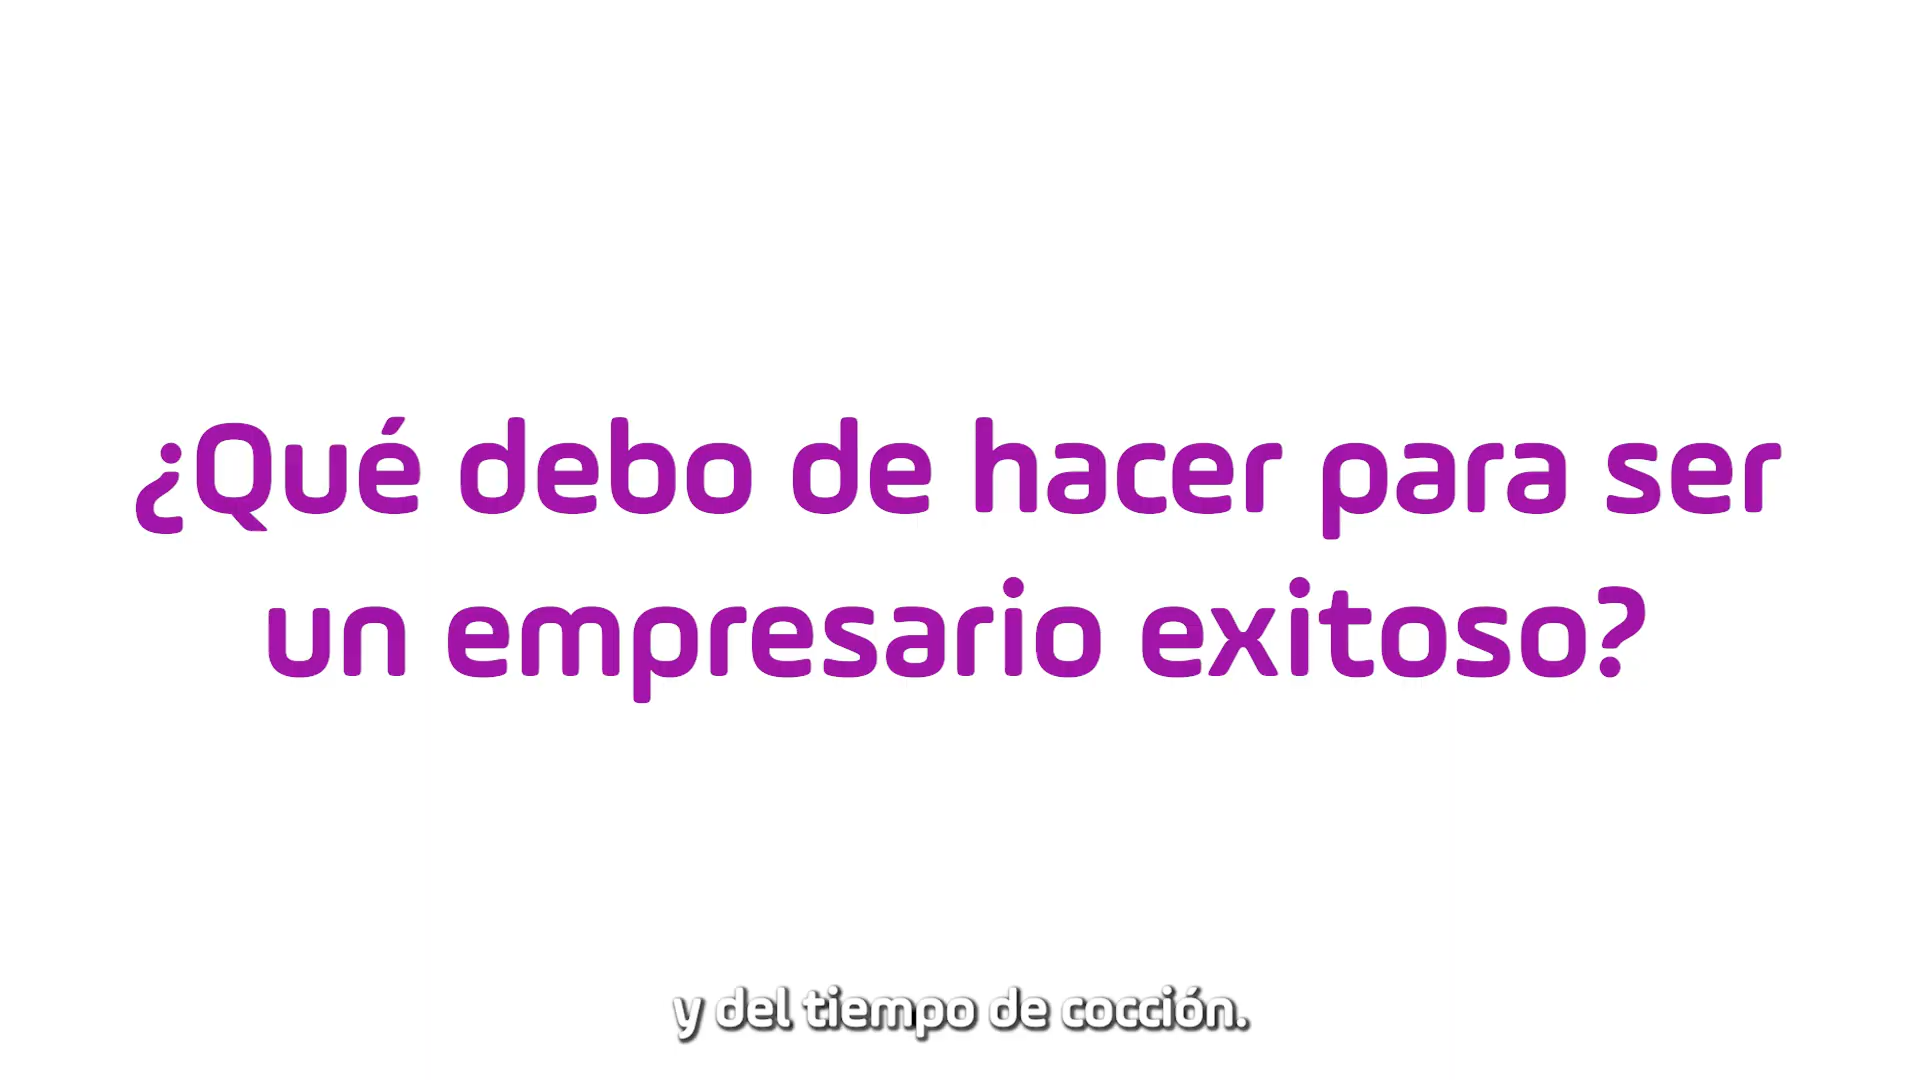 ¿Qué debo de hacer para ser
un empresario exitoso?
y del tiempo de cocción.